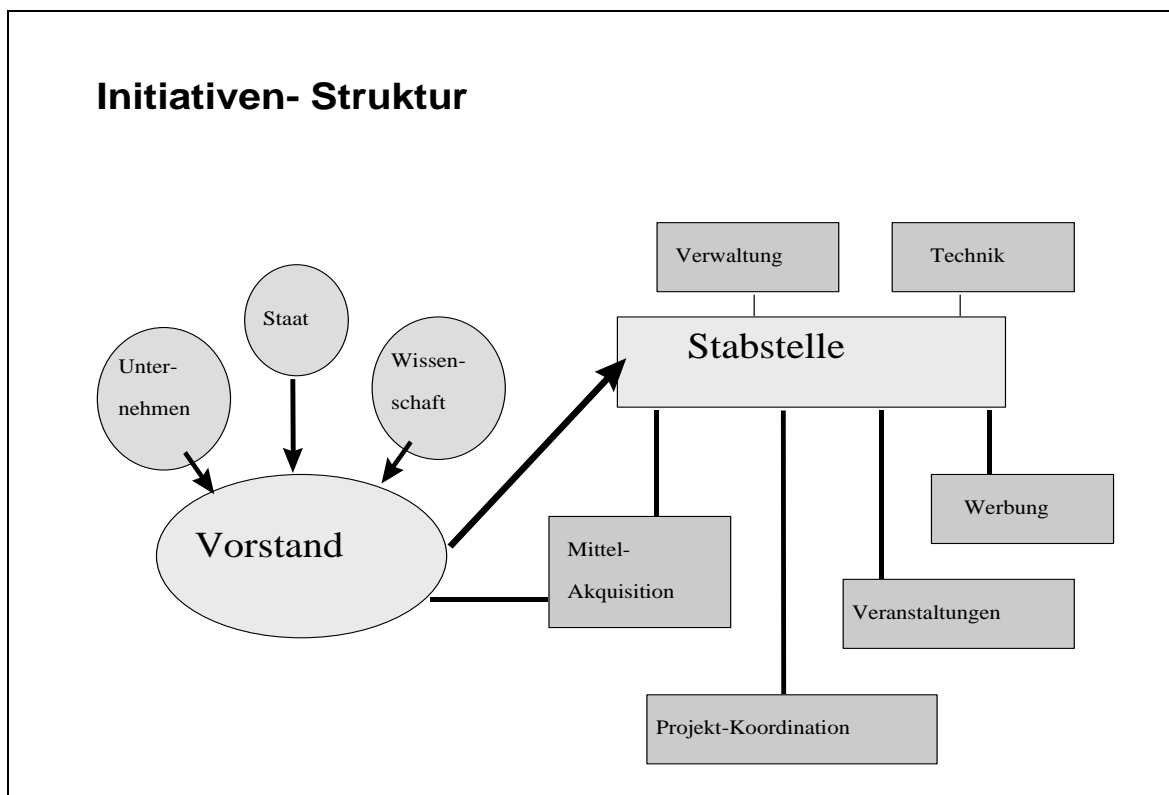 Initiativen- Struktur
Verwaltung
Technik
Staat
Stabstelle
Unter-
nehmen
Wissen-
schaft
Vorstand
Werbung
Mittel-
Akquisition
Veranstaltungen
Projekt-Koordination